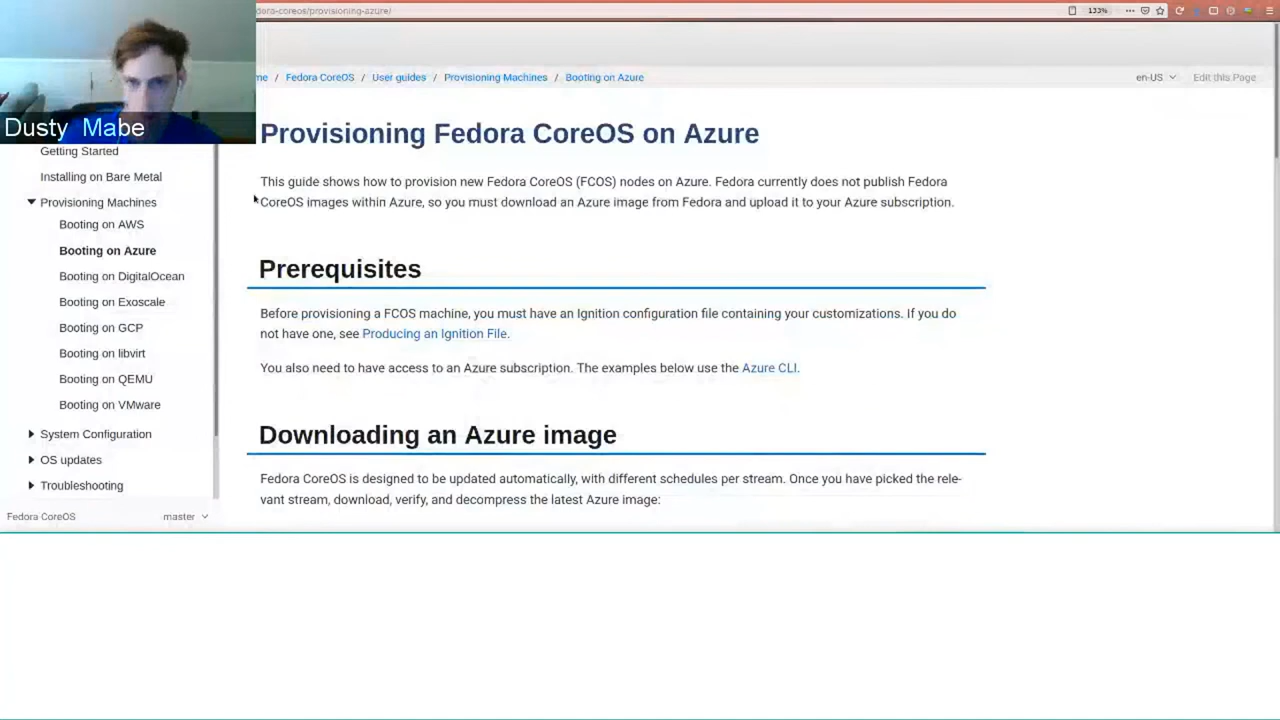 dora-coreos/provisioning-azure/
133%
me / Fedora CoreOS / User guides / Provisioning Machines / Booting on Azure
en-US
Edit this Page
Dusty Mabe
Getting Started
Installing on Bare Metal
Provisioning Machines
Booting on AWS
Booting on Azure
Booting on DigitalOcean
Booting on Exoscale
Booting on GCP
Booting on libvirt
Booting on QEMU
Booting on VMware
System Configuration
OS updates
Troubleshooting
Fedora CoreOS
master
Provisioning Fedora CoreOS on Azure
This guide shows how to provision new Fedora CoreOS (FCOS) nodes on Azure. Fedora currently does not publish Fedora
CoreOS images within Azure, so you must download an Azure image from Fedora and upload it to your Azure subscription.
Prerequisites
Before provisioning a FCOS machine, you must have an Ignition configuration file containing your customizations. If you do
not have one, see Producing an Ignition File.
You also need to have access to an Azure subscription. The examples below use the Azure CLI.
Downloading an Azure image
Fedora CoreOS is designed to be updated automatically, with different schedules per stream. Once you have picked the rele-
vant stream, download, verify, and decompress the latest Azure image: